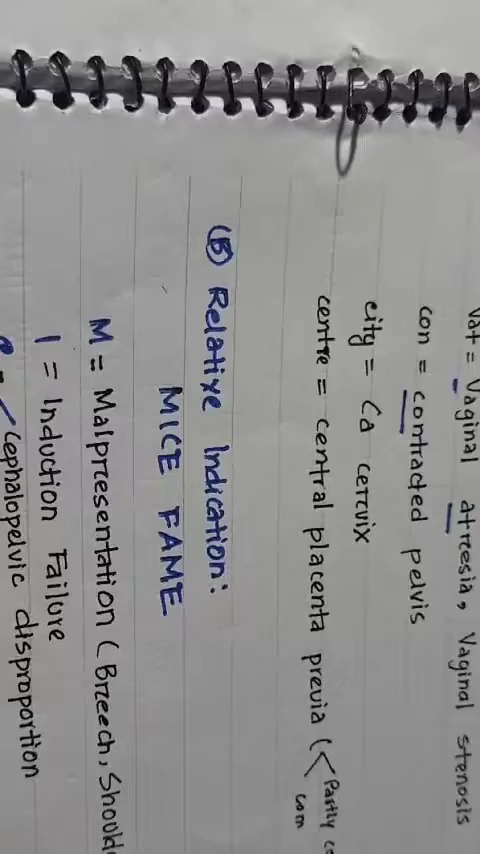 Vat = Vaginal atresia, Vaginal stenosis
con = contracted pelvis
city = Ca cervix
centre = central placenta previa ( < Partly
com
(B) Relative Indication:
MICE FAME
M = Malpresentation (Breech, Should
I = Induction Failure
C = Cephalopelvic disproportion